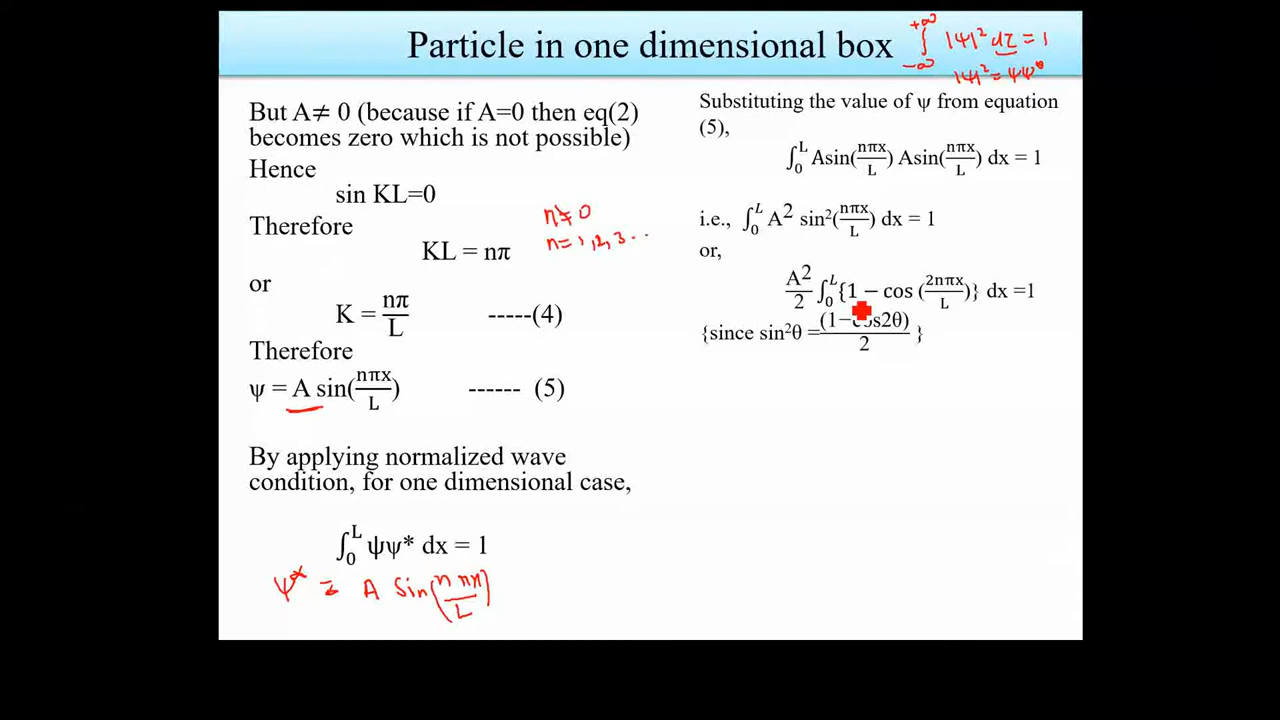 Particle in one dimensional box
+∞
∫ |Ψ|² dτ = 1
-∞
|Ψ|² = ΨΨ*
But A≠ 0 (because if A=0 then eq(2)
becomes zero which is not possible)
Hence
sin KL=0
Therefore
n ≠ 0
n = 1, 2, 3 ...
KL = nπ
or
K = nπ/L -----(4)
Therefore
ψ = A sin(nπx/L) ------ (5)
By applying normalized wave
condition, for one dimensional case,
∫₀ᴸ ψψ* dx = 1
Substituting the value of ψ from equation
(5),
∫₀ᴸ Asin(nπx/L) Asin(nπx/L) dx = 1
i.e., ∫₀ᴸ A² sin²(nπx/L) dx = 1
or,
A²/2 ∫₀ᴸ{1 − cos (2nπx/L)} dx =1
{since sin²θ =(1−cos2θ)/2 }